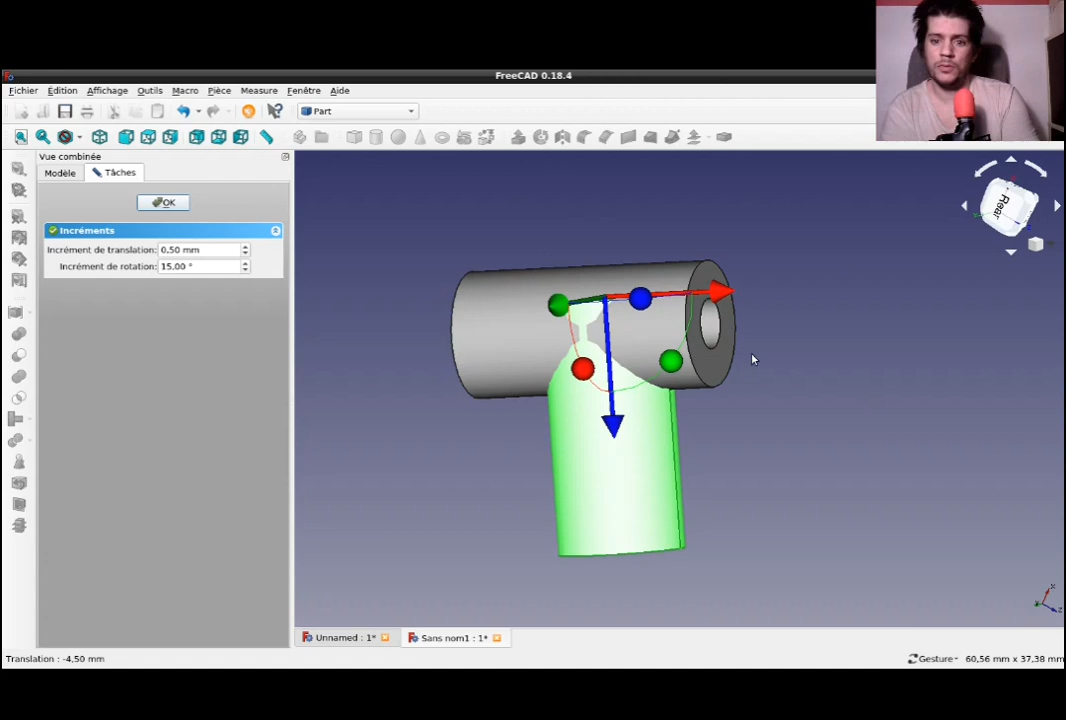 FreeCAD 0.18.4
Fichier Édition Affichage Outils Macro Pièce Mesure Fenêtre Aide
Part
Vue combinée
Modèle Tâches
OK
Incréments
Incrément de translation: 0,50 mm
Incrément de rotation: 15,00 °
Rear
X
Z
Unnamed : 1* Sans nom1 : 1*
Translation : -4,50 mm Gesture 60,56 mm x 37,38 mm